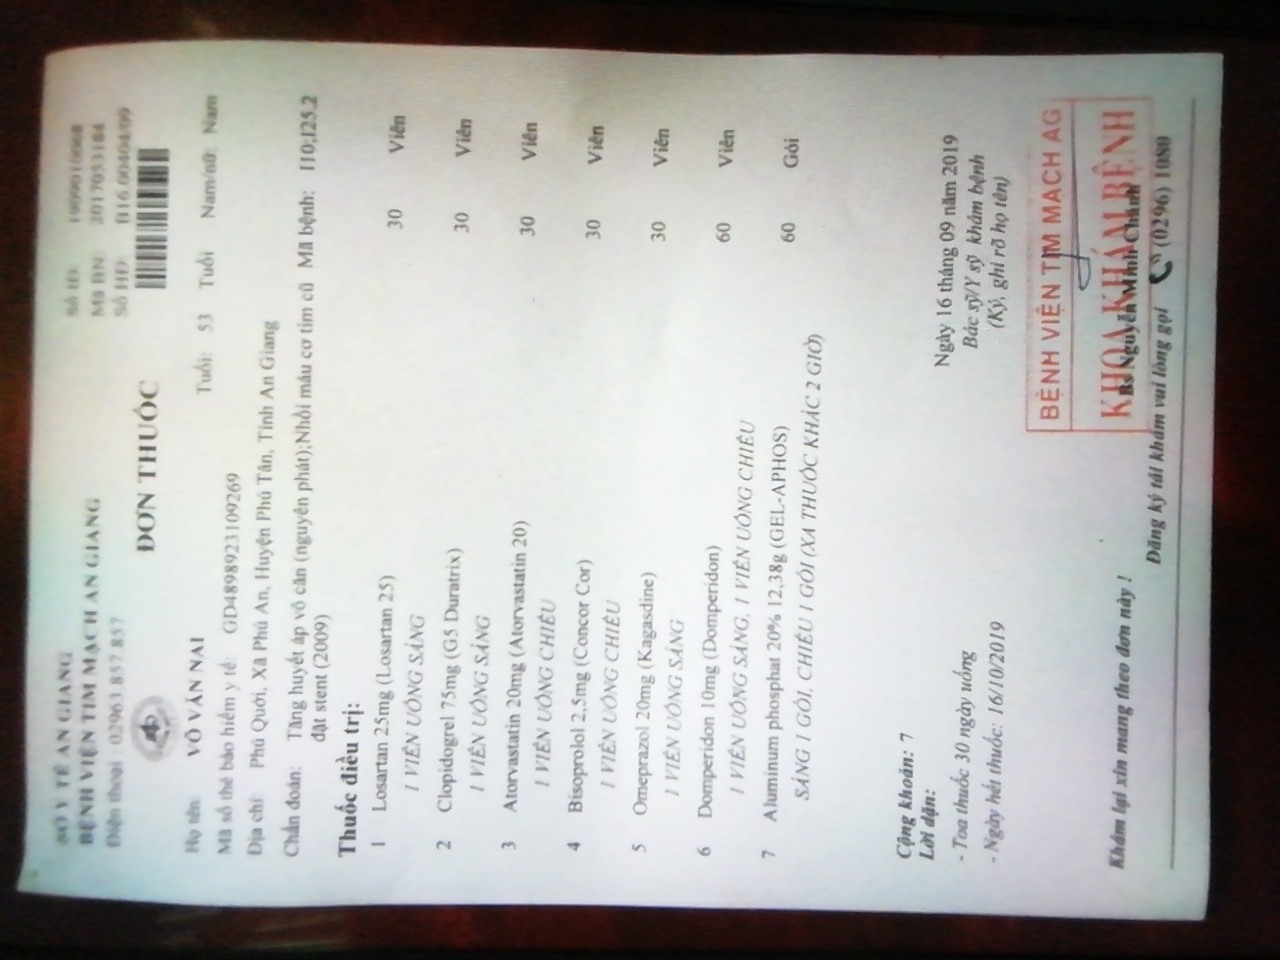 SỞ Y TẾ AN GIANG
BỆNH VIỆN TIM MẠCH AN GIANG
Điện thoại 02963 857 857
Số ID:
Mã BN:
Số HĐ: B16.00404/09
ĐƠN THUỐC
Họ tên: VÕ VĂN NAI Tuổi: 53 Tuổi Nam/nữ: Nam
Mã số thẻ bảo hiểm y tế: GD4898923109269
Địa chỉ: Phú Quới, Xã Phú An, Huyện Phú Tân, Tỉnh An Giang
Chẩn đoán: Tăng huyết áp vô căn (nguyên phát);Nhồi máu cơ tim cũ Mã bệnh: I10;I25.2
đặt stent (2009)
Thuốc điều trị:
1 Losartan 25mg (Losartan 25) 30 Viên
1 VIÊN UỐNG SÁNG
2 Clopidogrel 75mg (G5 Duratrix) 30 Viên
1 VIÊN UỐNG SÁNG
3 Atorvastatin 20mg (Atorvastatin 20) 30 Viên
1 VIÊN UỐNG CHIỀU
4 Bisoprolol 2,5mg (Concor Cor) 30 Viên
1 VIÊN UỐNG CHIỀU
5 Omeprazol 20mg (Kagasdine) 30 Viên
1 VIÊN UỐNG SÁNG
6 Domperidon 10mg (Domperidon) 60 Viên
1 VIÊN UỐNG SÁNG, 1 VIÊN UỐNG CHIỀU
7 Aluminum phosphat 20% 12,38g (GEL-APHOS) 60 Gói
SÁNG 1 GÓI, CHIỀU 1 GÓI (XA THUỐC KHÁC 2 GIỜ)
Cộng khoản: 7
Lời dặn:
- Toa thuốc 30 ngày uống
- Ngày hết thuốc: 16/10/2019
Ngày 16 tháng 09 năm 2019
Bác sỹ/Y sỹ khám bệnh
(Ký, ghi rõ họ tên)
BỆNH VIỆN TIM MẠCH AG
KHOA KHÁM BỆNH
Bs Nguyễn Minh Chánh
Khám lại xin mang theo đơn này !
Đăng ký tái khám vui lòng gọi (0296) 1080